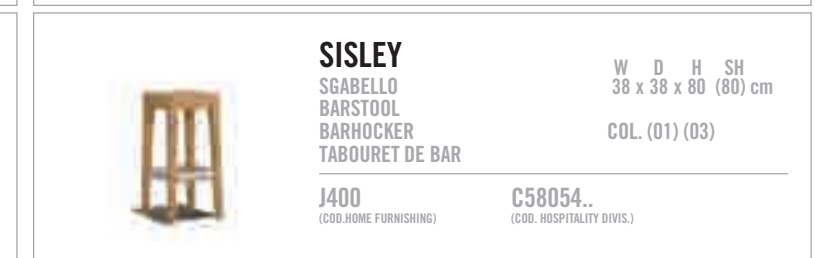 SISLEY
SGABELLO
BARSTOOL
BARHOCKER
TABOURET DE BAR
W D H SH
38 x 38 x 80 (80) cm
COL. (01) (03)
J400
(COD.HOME FURNISHING)
C58054..
(COD. HOSPITALITY DIVIS.)